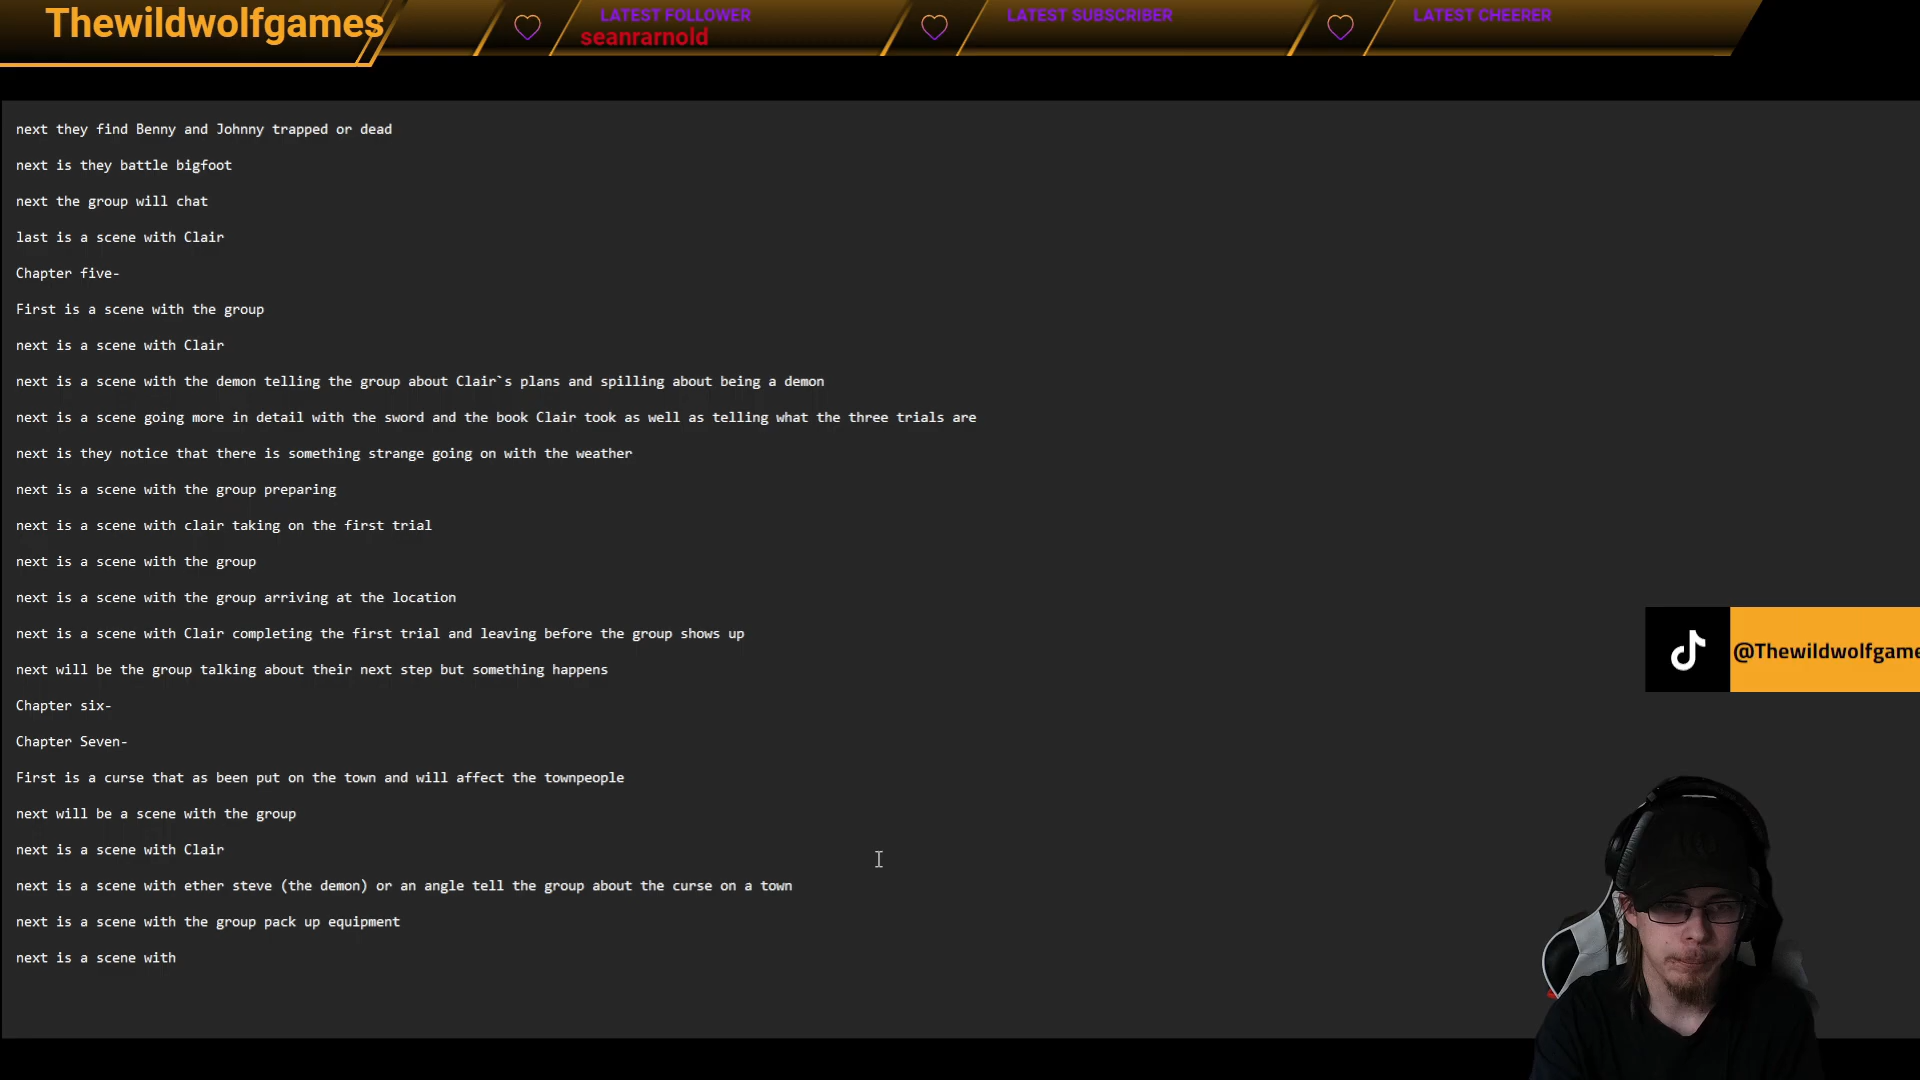 Thewildwolfgames
LATEST FOLLOWER
seanrarnold
LATEST SUBSCRIBER
LATEST CHEERER
next they find Benny and Johnny trapped or dead
next is they battle bigfoot
next the group will chat
last is a scene with Clair
Chapter five-
First is a scene with the group
next is a scene with Clair
next is a scene with the demon telling the group about Clair`s plans and spilling about being a demon
next is a scene going more in detail with the sword and the book Clair took as well as telling what the three trials are
next is they notice that there is something strange going on with the weather
next is a scene with the group preparing
next is a scene with clair taking on the first trial
next is a scene with the group
next is a scene with the group arriving at the location
next is a scene with Clair completing the first trial and leaving before the group shows up
next will be the group talking about their next step but something happens
Chapter six-
Chapter Seven-
First is a curse that as been put on the town and will affect the townpeople
next will be a scene with the group
next is a scene with Clair
next is a scene with ether steve (the demon) or an angle tell the group about the curse on a town
next is a scene with the group pack up equipment
next is a scene with
@Thewildwolfgame